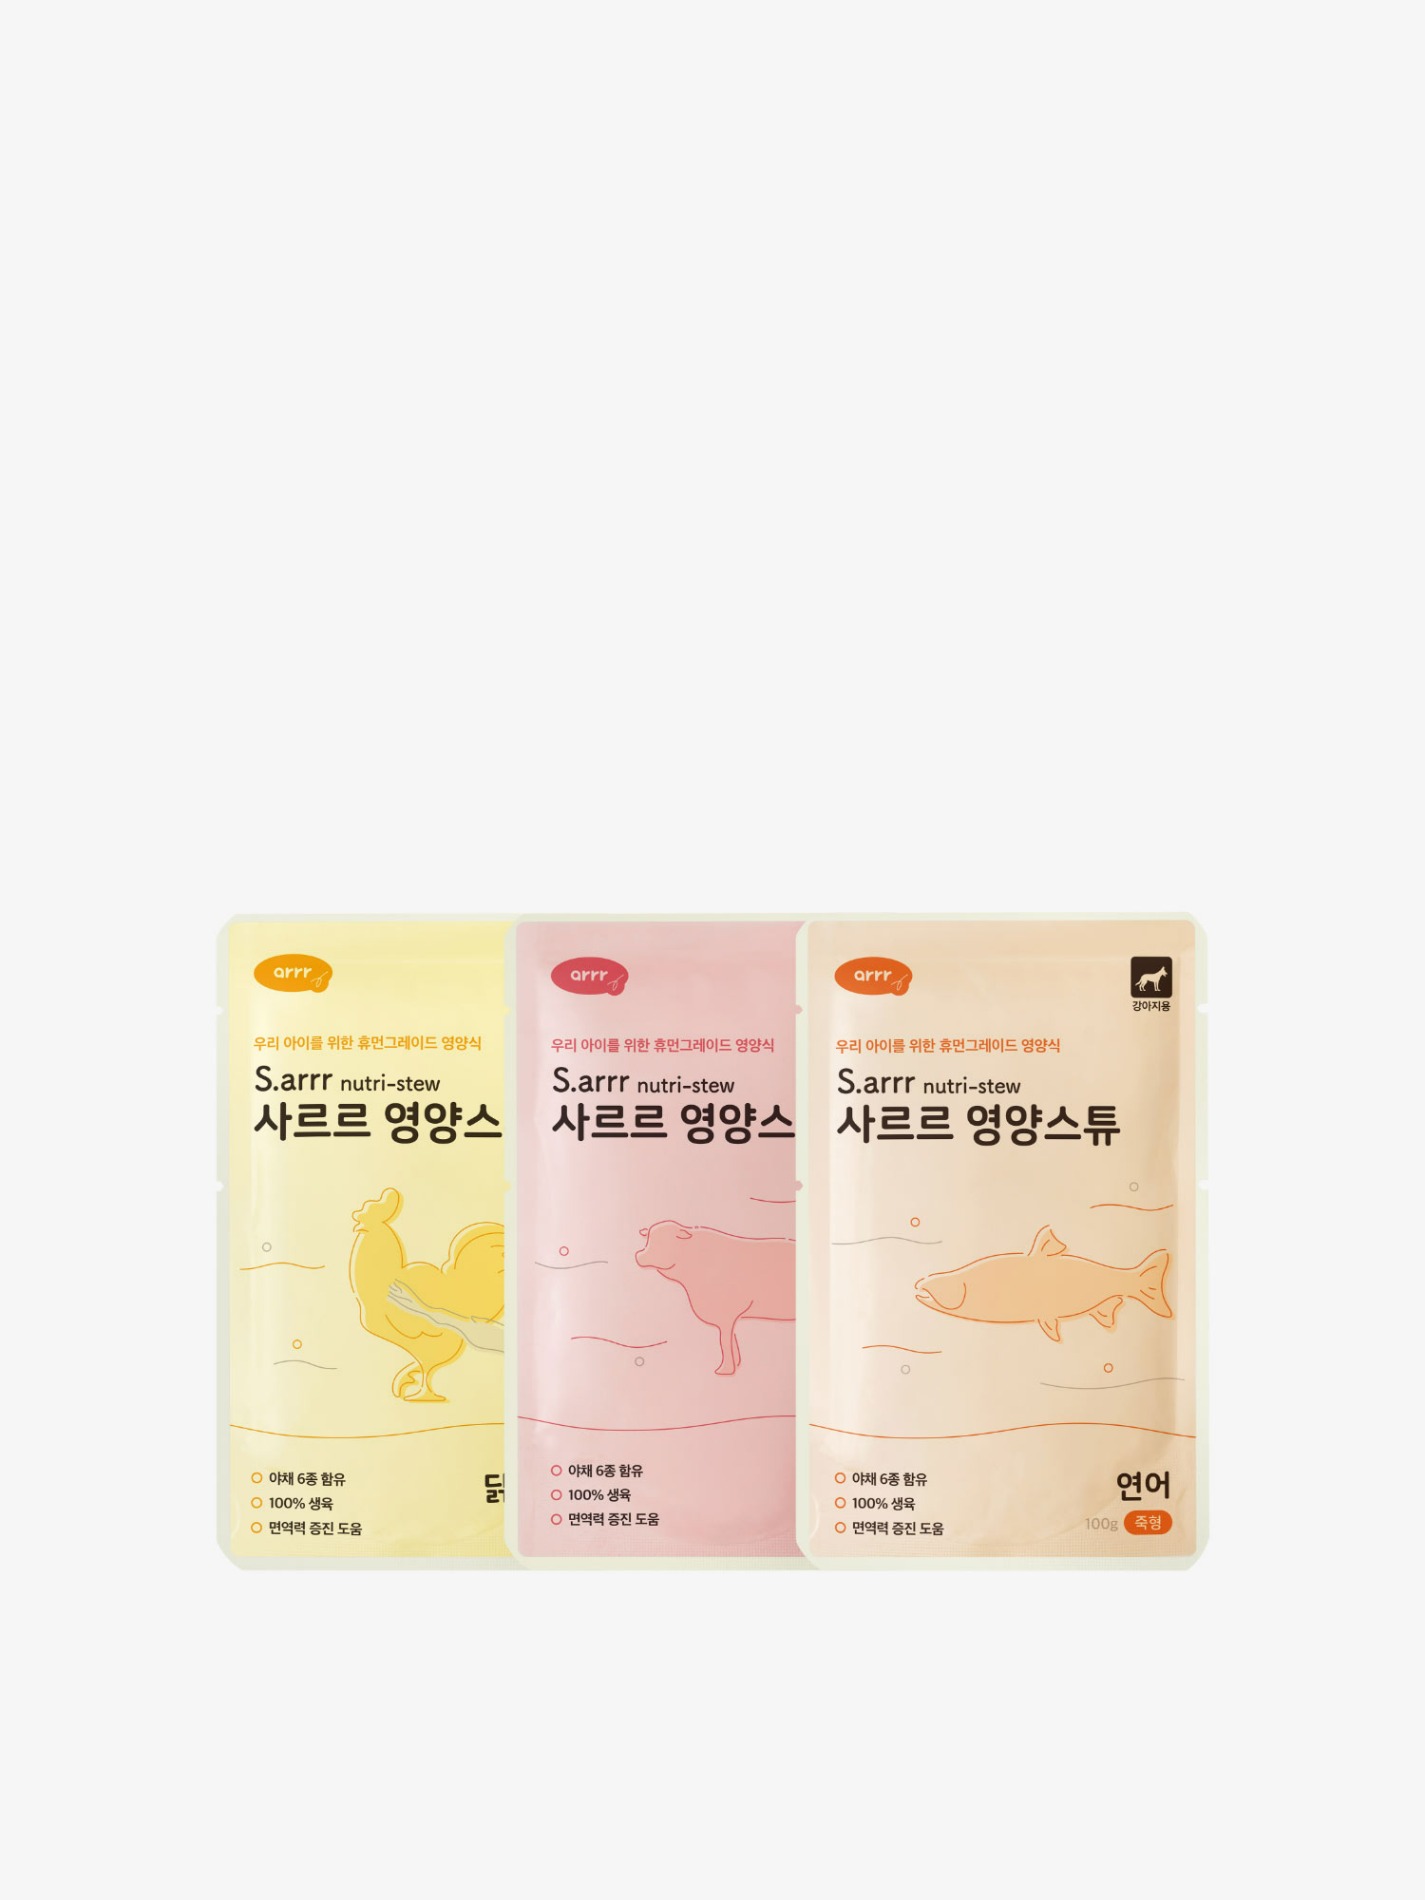 arrr
우리 아이를 위한 휴먼그레이드 영양식
S.arrr nutri-stew
사르르 영양스
야채 6종 함유
100% 생육
면역력 증진 도움
arrr
우리 아이를 위한 휴먼그레이드 영양식
S.arrr nutri-stew
사르르 영양스
야채 6종 함유
100% 생육
면역력 증진 도움
arrr
강아지용
우리 아이를 위한 휴먼그레이드 영양식
S.arrr nutri-stew
사르르 영양스튜
야채 6종 함유
100% 생육
면역력 증진 도움
연어
100g 죽형